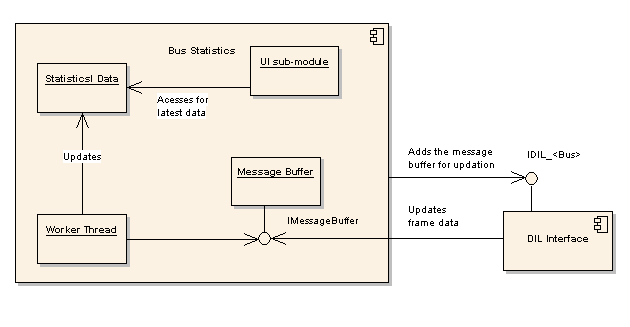 Bus Statistics
UI sub-module
StatisticsI Data
Acesses for
latest data
Updates
Message Buffer
Adds the message
buffer for updation
IDIL_<Bus>
Worker Thread
IMessageBuffer
Updates
frame data
DIL Interface